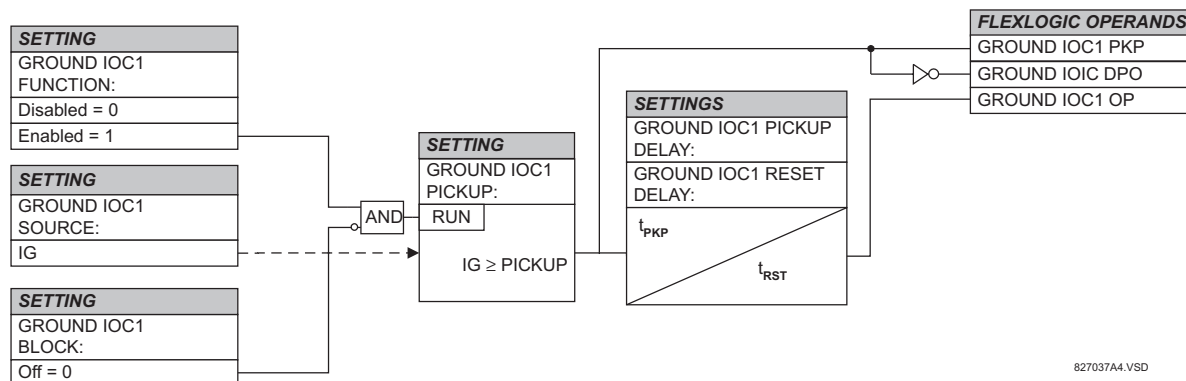 SETTING
GROUND IOC1
FUNCTION:
Disabled = 0
Enabled = 1
SETTING
GROUND IOC1
SOURCE:
IG
SETTING
GROUND IOC1
BLOCK:
Off = 0
AND
SETTING
GROUND IOC1
PICKUP:
RUN
IG ≥ PICKUP
SETTINGS
GROUND IOC1 PICKUP
DELAY:
GROUND IOC1 RESET
DELAY:
tPKP
tRST
FLEXLOGIC OPERANDS
GROUND IOC1 PKP
GROUND IOIC DPO
GROUND IOC1 OP
827037A4.VSD